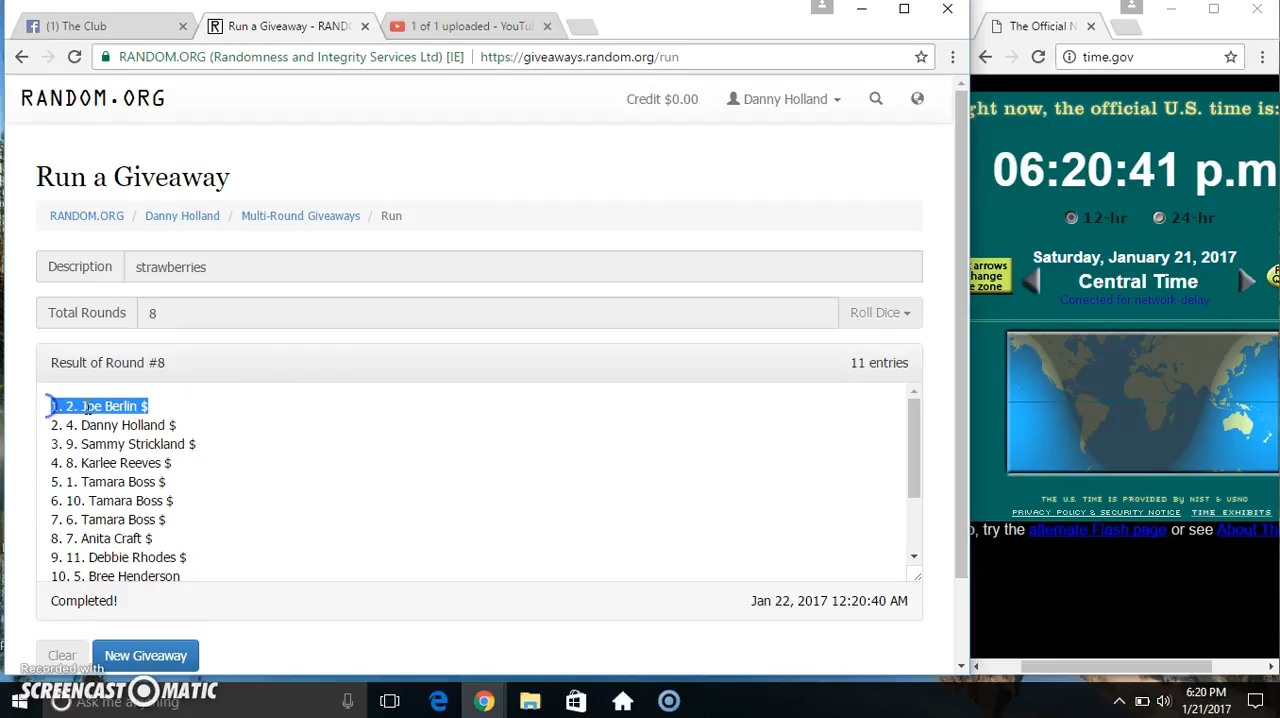 (1) The Club
Run a Giveaway - RANDO
1 of 1 uploaded - YouTu
The Official N
RANDOM.ORG (Randomness and Integrity Services Ltd) [IE]
https://giveaways.random.org/run
time.gov
RANDOM.ORG
Credit $0.00
Danny Holland
Run a Giveaway
RANDOM.ORG / Danny Holland / Multi-Round Giveaways / Run
Description strawberries
Total Rounds 8 Roll Dice
Result of Round #8 11 entries
1. 2. Joe Berlin $
2. 4. Danny Holland $
3. 9. Sammy Strickland $
4. 8. Karlee Reeves $
5. 1. Tamara Boss $
6. 10. Tamara Boss $
7. 6. Tamara Boss $
8. 7. Anita Craft $
9. 11. Debbie Rhodes $
10. 5. Bree Henderson
Completed! Jan 22, 2017 12:20:40 AM
Clear New Giveaway
ght now, the official U.S. time is:
06:20:41 p.m
12-hr 24-hr
arrows
hange
e zone
Saturday, January 21, 2017
Central Time
Corrected for network delay
THE U.S. TIME IS PROVIDED BY NIST & USNO
PRIVACY POLICY & SECURITY NOTICE TIME EXHIBITS
o, try the alternate Flash page or see About Th
Recorded with
SCREENCAST-O-MATIC
Ask me anything
6:20 PM
1/21/2017